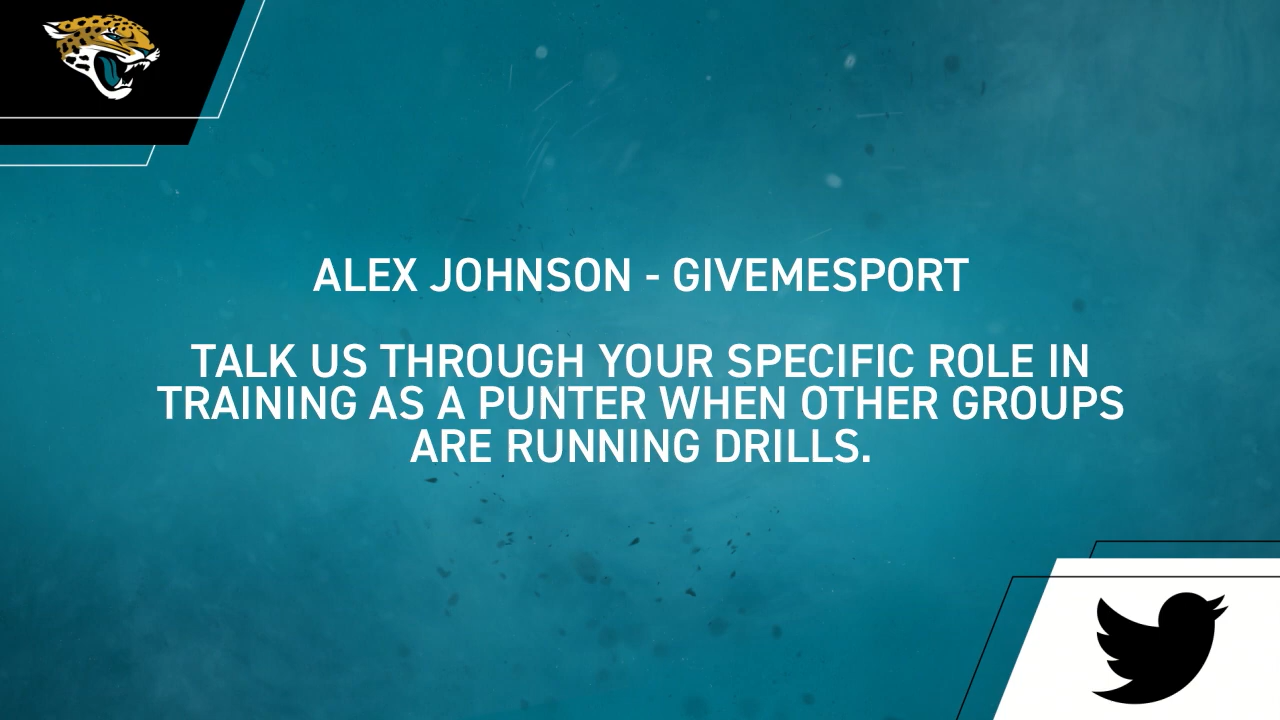 ALEX JOHNSON - GIVEMESPORT
TALK US THROUGH YOUR SPECIFIC ROLE IN
TRAINING AS A PUNTER WHEN OTHER GROUPS
ARE RUNNING DRILLS.